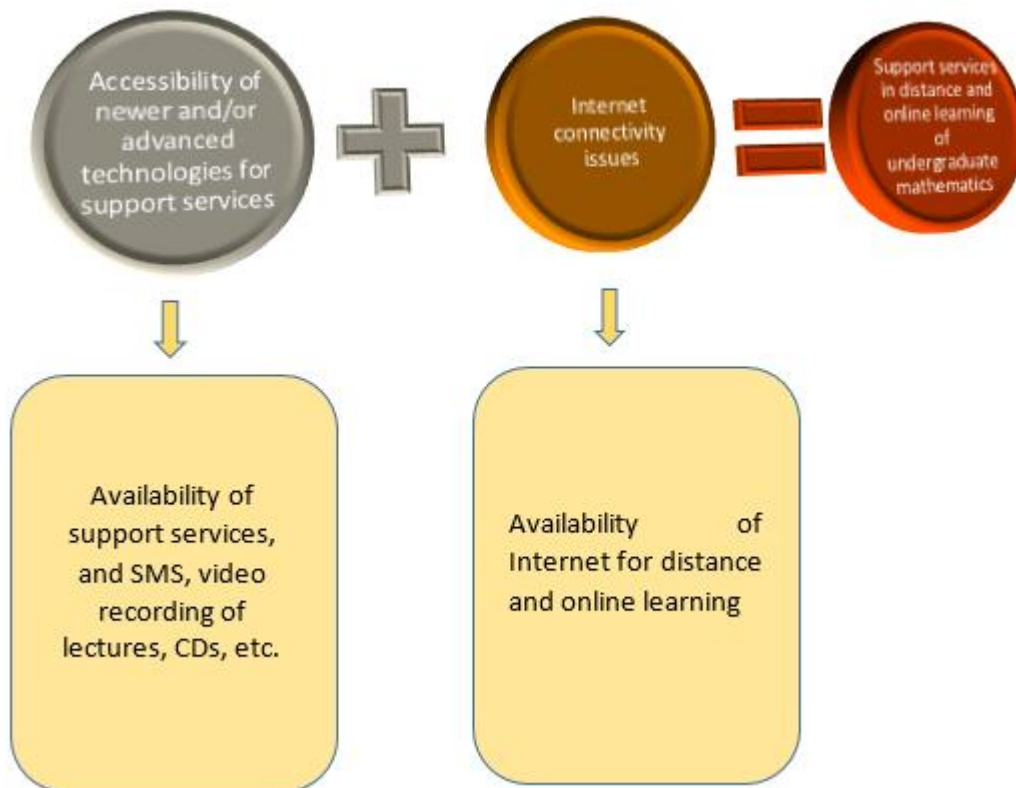 Accessibility of
newer and/or
advanced
technologies for
support services
Internet
connectivity
issues
Support services
in distance and
online learning
of
undergraduate
mathematics
Availability of
support services,
and SMS, video
recording of
lectures, CDs, etc.
Availability of
Internet for distance
and online learning